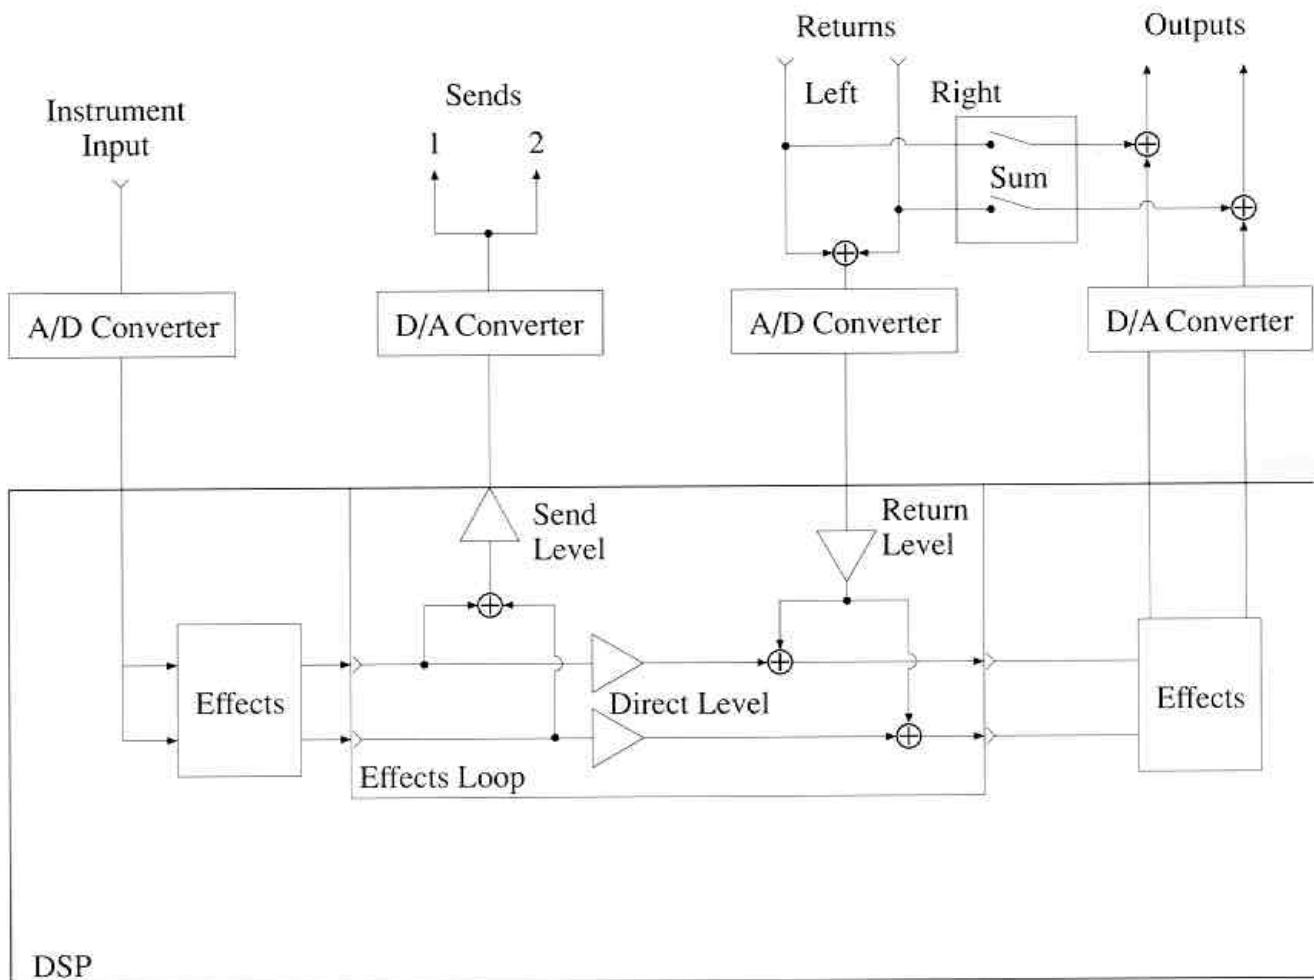 Instrument
Input
Sends
1
2
Returns
Left
Right
Outputs
Sum
A/D Converter
D/A Converter
A/D Converter
D/A Converter
Send
Level
Return
Level
Effects
Direct Level
Effects
Effects Loop
DSP